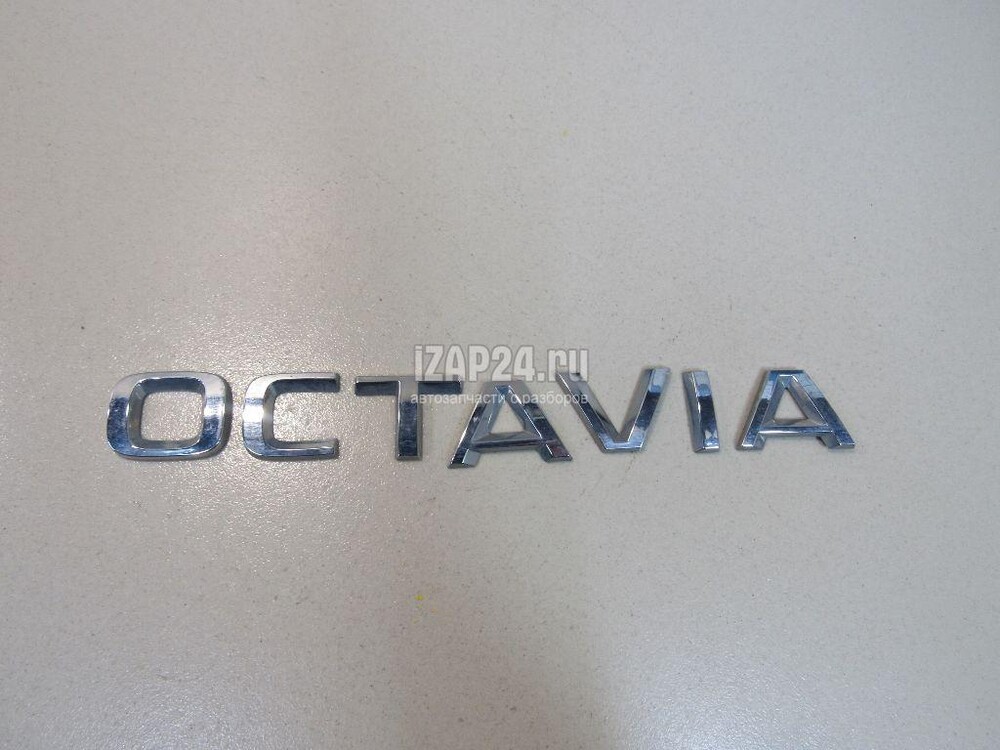 iZAP24.ru
автозапчасти с разборов
OCTAVIA